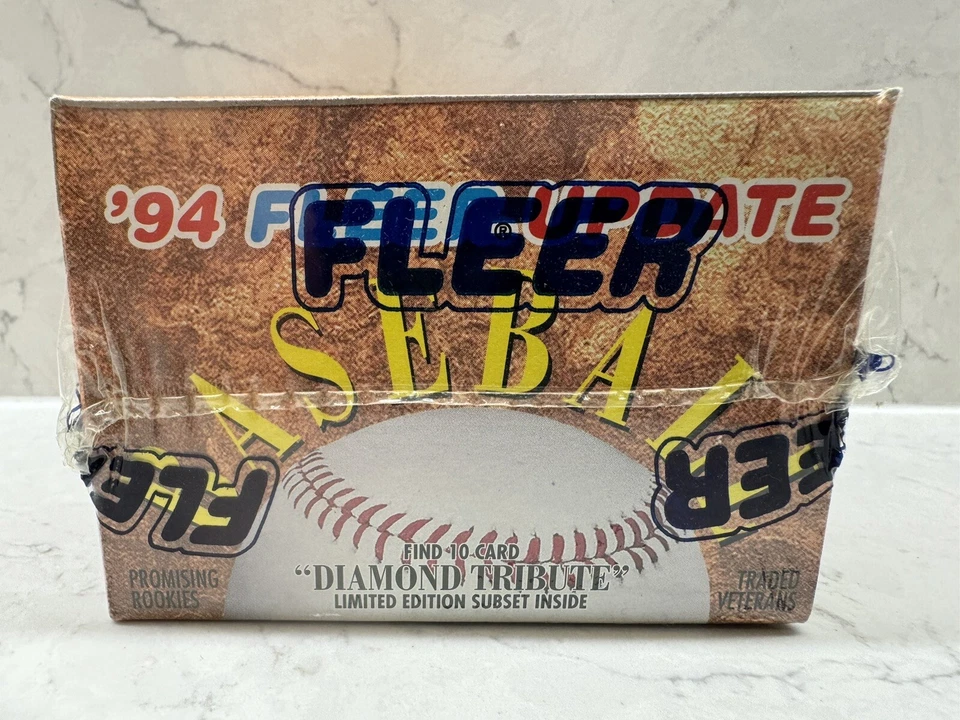 '94 FLEER UPDATE
FLEER®
BASEBALL
FLEER
FLEER
FIND 10 CARD
“DIAMOND TRIBUTE”
LIMITED EDITION SUBSET INSIDE
PROMISING
ROOKIES
TRADED
VETERANS